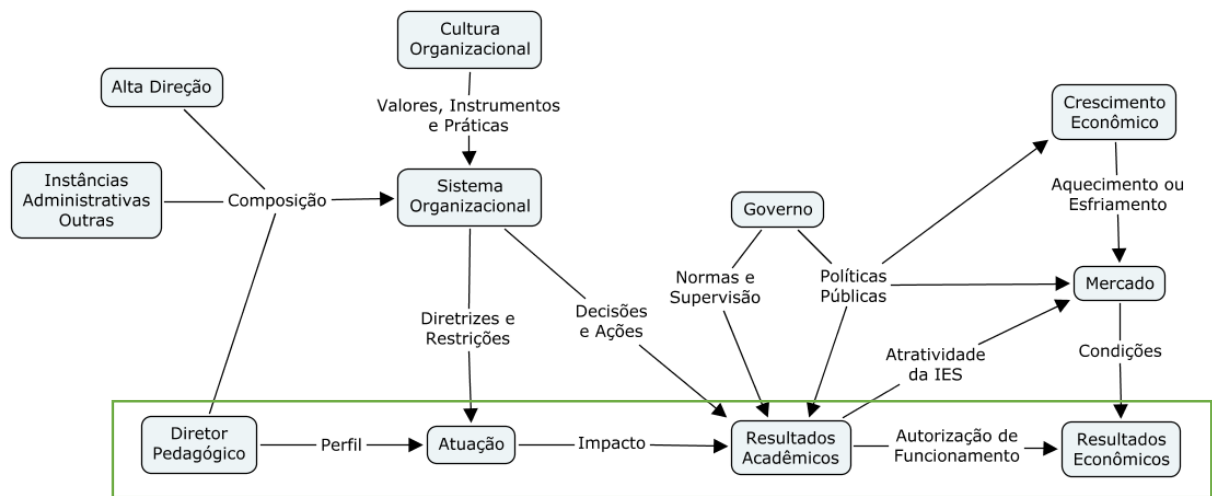 Cultura
Organizacional
Alta Direção
Valores, Instrumentos
e Práticas
Crescimento
Econômico
Instâncias
Administrativas
Outras
Composição
Sistema
Organizacional
Governo
Aquecimento ou
Esfriamento
Normas e
Supervisão
Políticas
Públicas
Mercado
Diretrizes e
Restrições
Decisões
e Ações
Atratividade
da IES
Condições
Diretor
Pedagógico
Perfil
Atuação
Impacto
Resultados
Acadêmicos
Autorização de
Funcionamento
Resultados
Econômicos